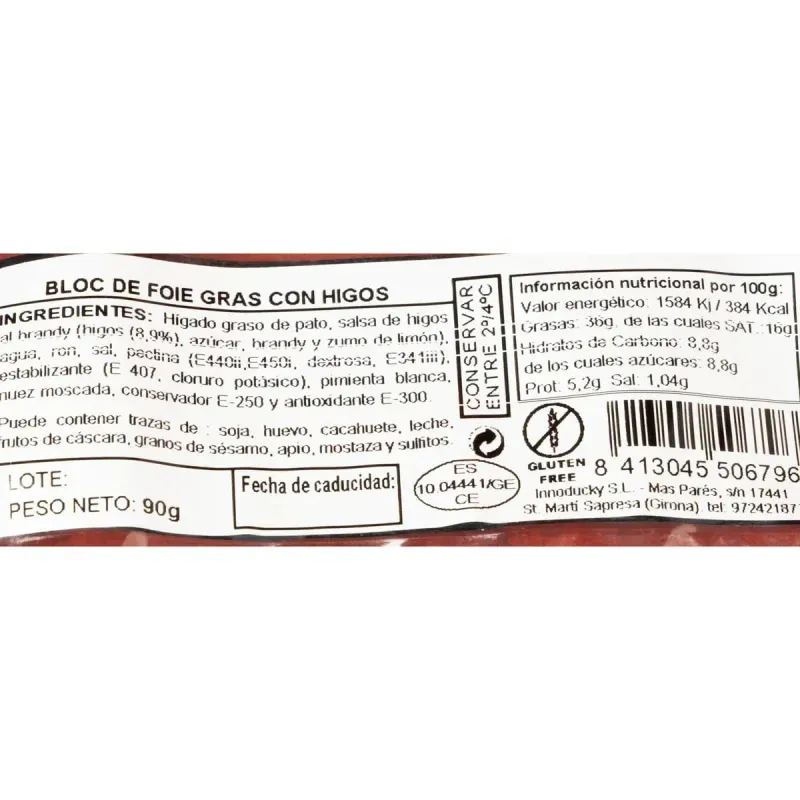 BLOC DE FOIE GRAS CON HIGOS
INGREDIENTES: Hígado graso de pato, salsa de higos
al brandy (higos (8,9%), azúcar, brandy y zumo de limón),
agua, ron, sal, pectina (E440ii,E450i, dextrosa, E341iii),
estabilizante (E 407, cloruro potásico), pimienta blanca,
nuez moscada, conservador E-250 y antioxidante E-300.
Puede contener trazas de : soja, huevo, cacahuete, leche,
frutos de cáscara, granos de sésamo, apio, mostaza y sulfitos.
LOTE:
PESO NETO: 90g
Fecha de caducidad:
CONSERVAR
ENTRE 2º/4ºC
ES
10.04441/GE
CE
Información nutricional por 100g:
Valor energético: 1584 Kj / 384 Kcal
Grasas: 36g, de las cuales SAT.:16g
Hidratos de Carbono: 8,8g
de los cuales azúcares: 8,8g
Prot: 5,2g Sal: 1,04g
GLUTEN
FREE
8 413045 506796
Innoducky S.L. - Mas Parés, s/n 17441
St. Martí Sapresa (Girona). tel: 97242187